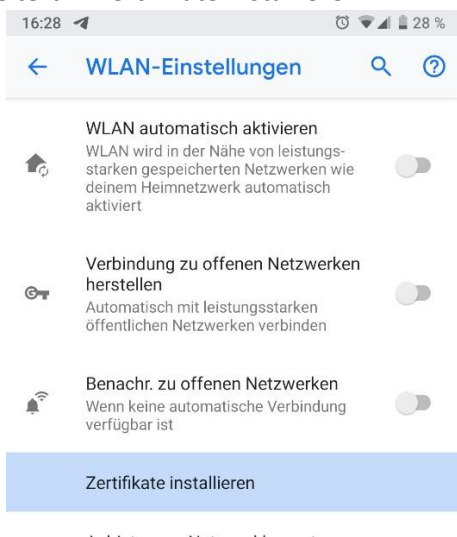 16:28 28 %
WLAN-Einstellungen
WLAN automatisch aktivieren
WLAN wird in der Nähe von leistungs-
starken gespeicherten Netzwerken wie
deinem Heimnetzwerk automatisch
aktiviert
Verbindung zu offenen Netzwerken
herstellen
Automatisch mit leistungsstarken
öffentlichen Netzwerken verbinden
Benachr. zu offenen Netzwerken
Wenn keine automatische Verbindung
verfügbar ist
Zertifikate installieren